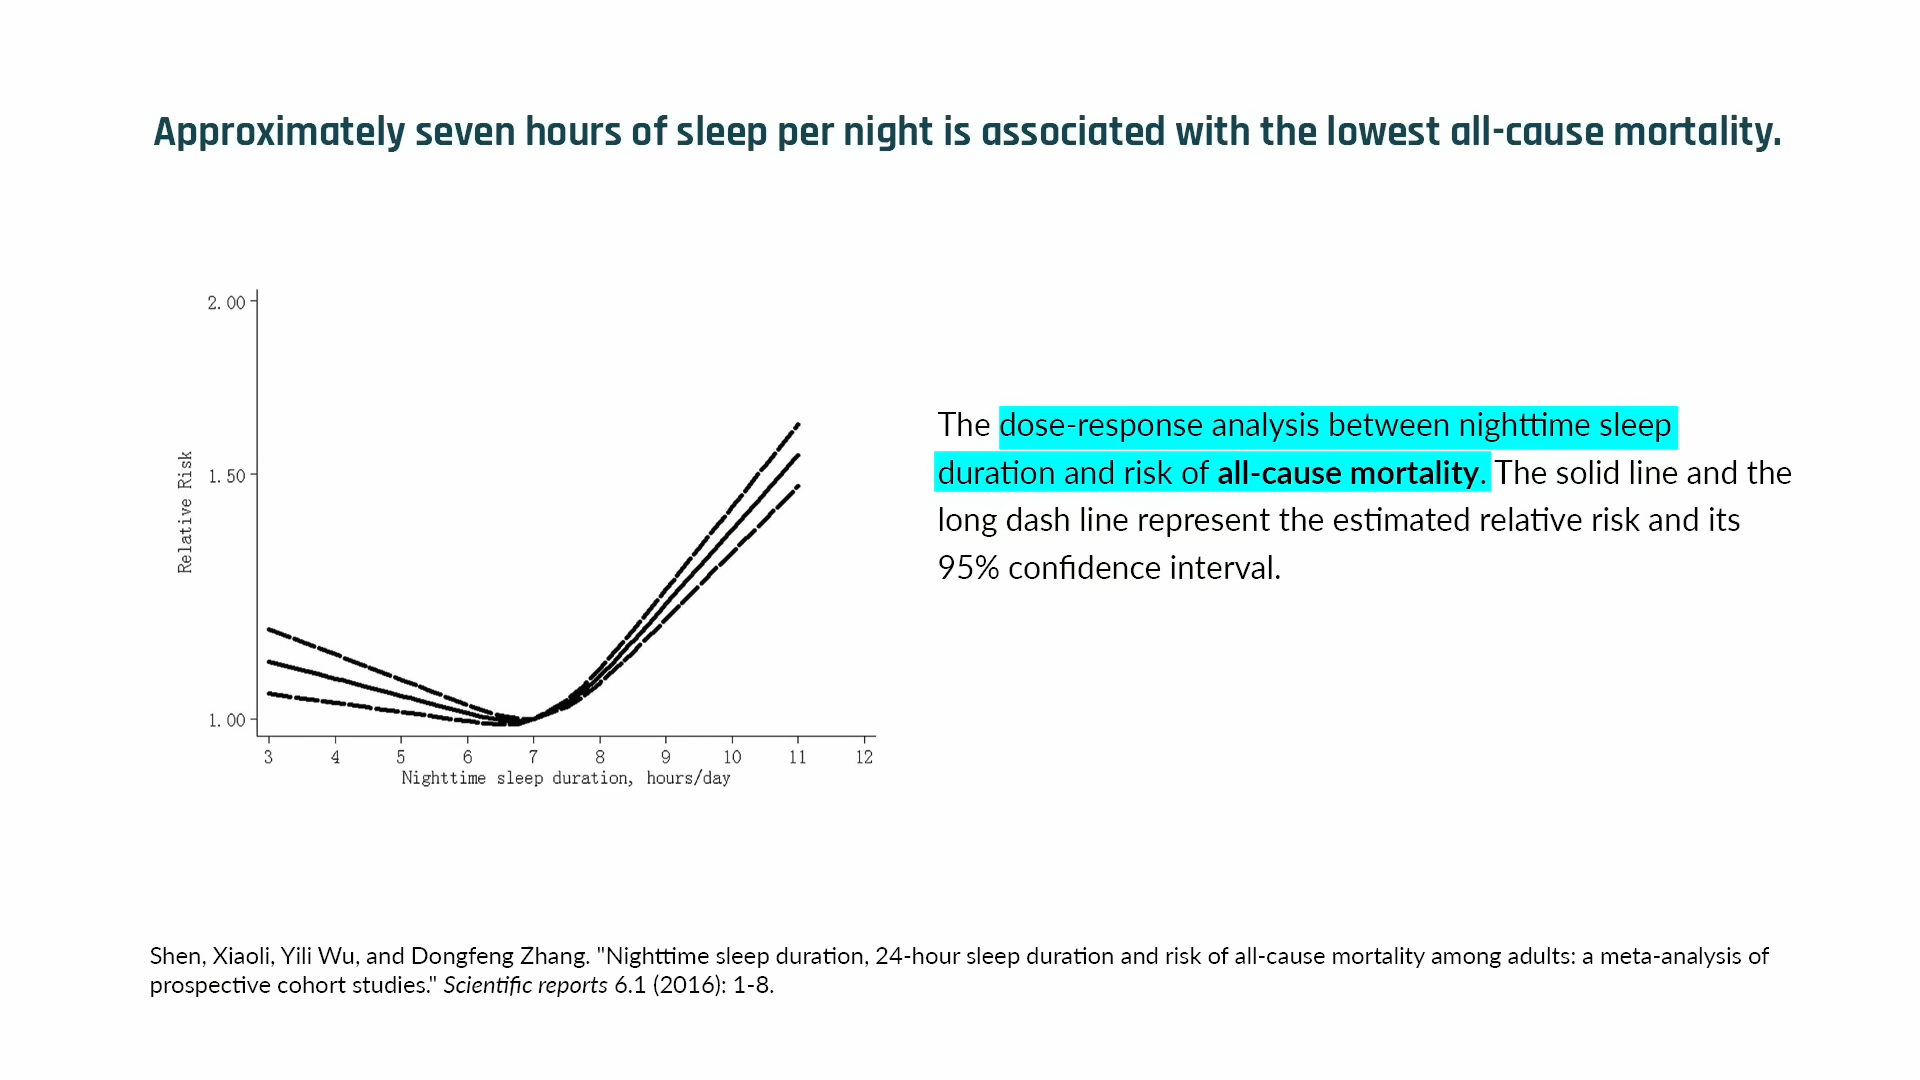 Approximately seven hours of sleep per night is associated with the lowest all-cause mortality.
2.00
1.50
1.00
Relative Risk
3 4 5 6 7 8 9 10 11 12
Nighttime sleep duration, hours/day
The dose-response analysis between nighttime sleep
duration and risk of all-cause mortality. The solid line and the
long dash line represent the estimated relative risk and its
95% confidence interval.
Shen, Xiaoli, Yili Wu, and Dongfeng Zhang. "Nighttime sleep duration, 24-hour sleep duration and risk of all-cause mortality among adults: a meta-analysis of
prospective cohort studies." Scientific reports 6.1 (2016): 1-8.